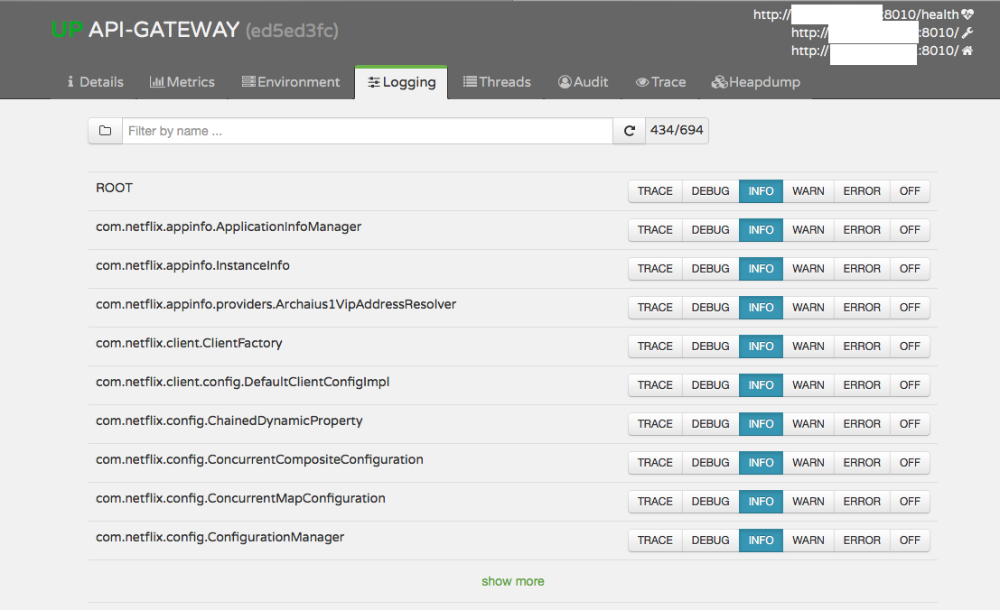 UP API-GATEWAY (ed5ed3fc)
http:// :8010/health
http:// :8010/
http:// :8010/
Details Metrics Environment Logging Threads Audit Trace Heapdump
Filter by name ... 434/694
ROOT TRACE DEBUG INFO WARN ERROR OFF
com.netflix.appinfo.ApplicationInfoManager TRACE DEBUG INFO WARN ERROR OFF
com.netflix.appinfo.InstanceInfo TRACE DEBUG INFO WARN ERROR OFF
com.netflix.appinfo.providers.Archaius1VipAddressResolver TRACE DEBUG INFO WARN ERROR OFF
com.netflix.client.ClientFactory TRACE DEBUG INFO WARN ERROR OFF
com.netflix.client.config.DefaultClientConfigImpl TRACE DEBUG INFO WARN ERROR OFF
com.netflix.config.ChainedDynamicProperty TRACE DEBUG INFO WARN ERROR OFF
com.netflix.config.ConcurrentCompositeConfiguration TRACE DEBUG INFO WARN ERROR OFF
com.netflix.config.ConcurrentMapConfiguration TRACE DEBUG INFO WARN ERROR OFF
com.netflix.config.ConfigurationManager TRACE DEBUG INFO WARN ERROR OFF
show more